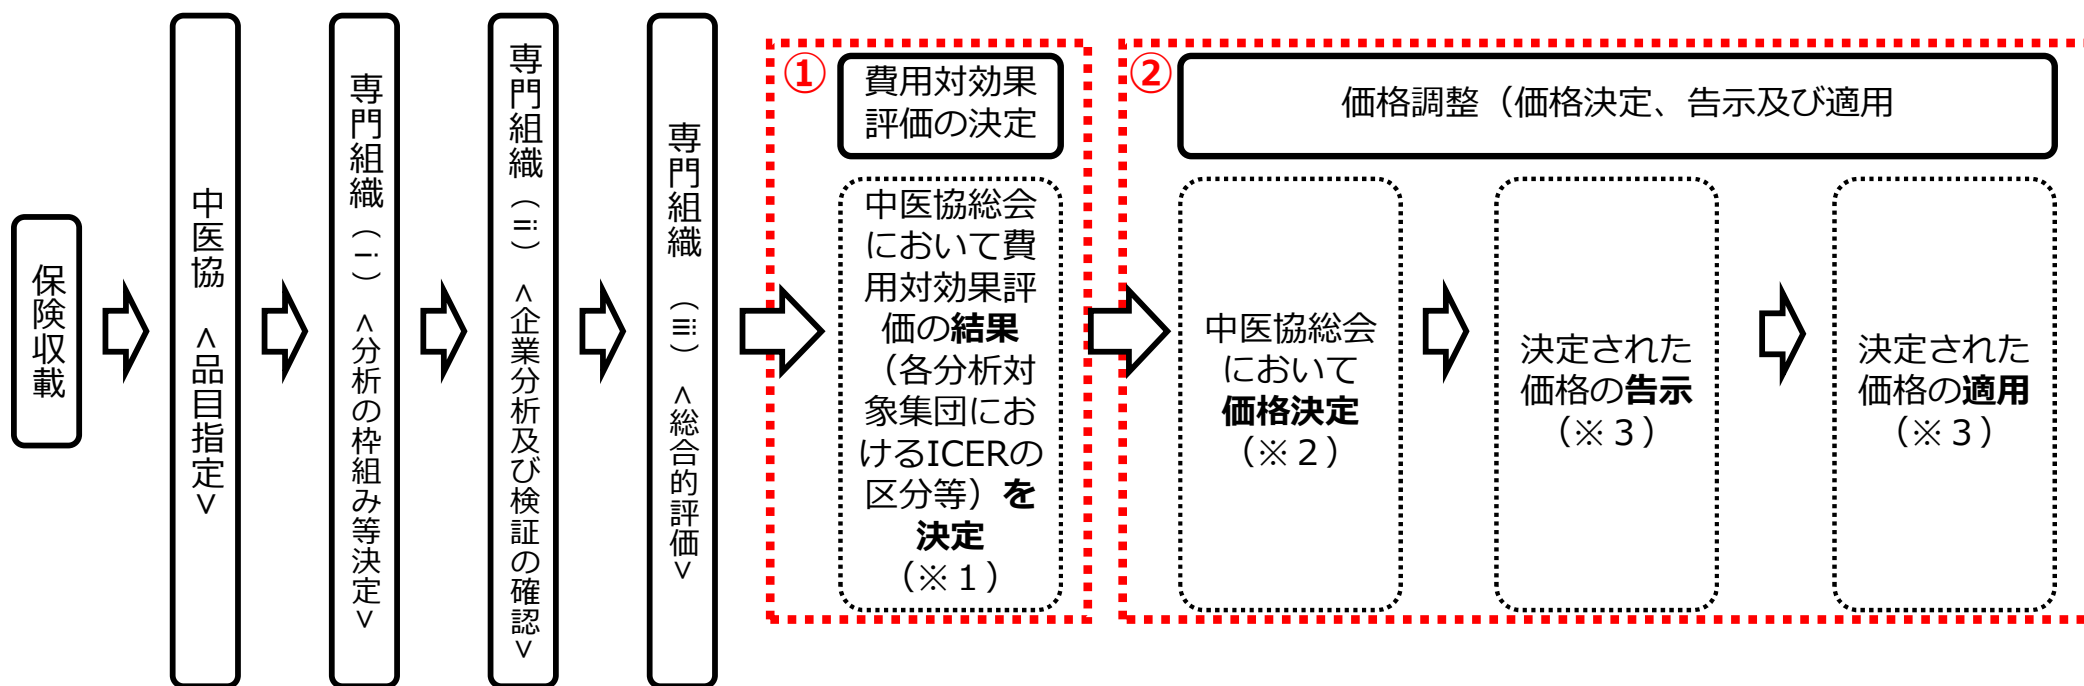 保険収載
中医協　<品目指定>
専門組織（ⅰ）<分析の枠組み等決定>
専門組織（ⅱ）<企業分析及び検証の確認>
専門組織　（ⅲ）<総合的評価>
①
費用対効果
評価の決定
中医協総会
において費
用対効果評
価の結果
（各分析対
象集団にお
けるICERの
区分等）を
決定
（※１）
②
価格調整（価格決定、告示及び適用
中医協総会
において
価格決定
（※２）
決定された
価格の告示
（※３）
決定された
価格の適用
（※３）